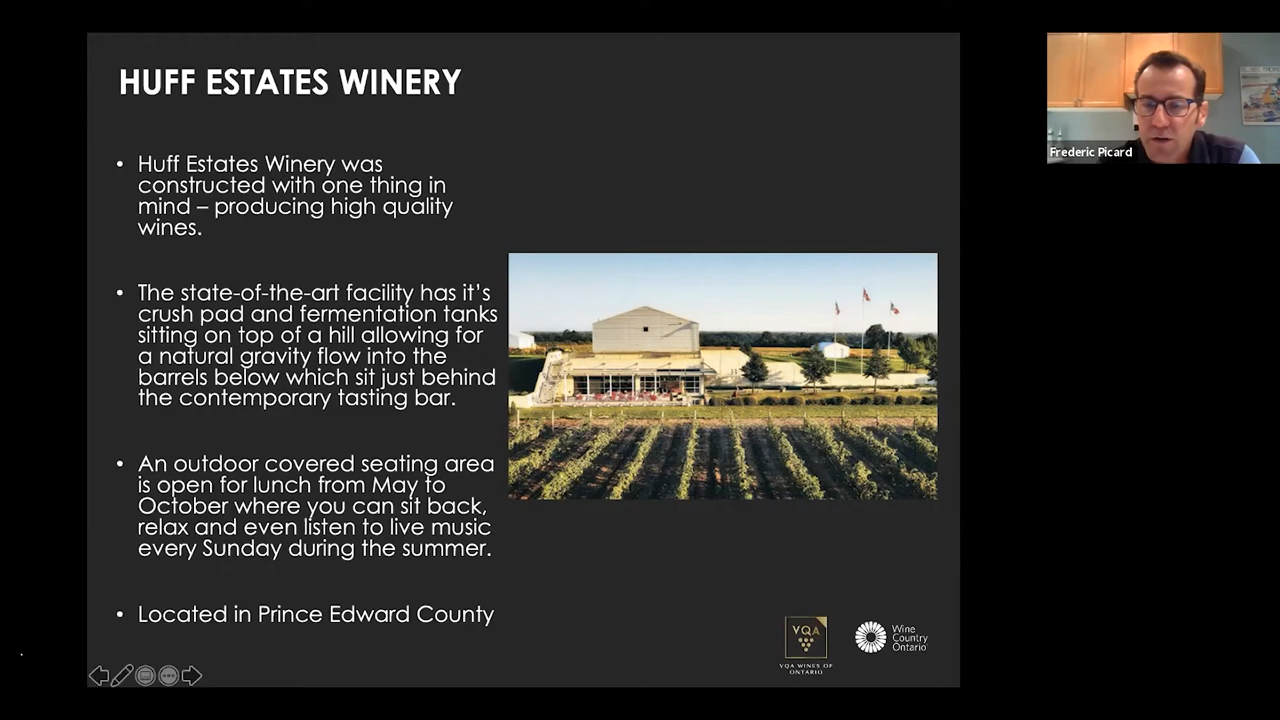 HUFF ESTATES WINERY
• Huff Estates Winery was
constructed with one thing in
mind – producing high quality
wines.
• The state-of-the-art facility has it’s
crush pad and fermentation tanks
sitting on top of a hill allowing for
a natural gravity flow into the
barrels below which sit just behind
the contemporary tasting bar.
• An outdoor covered seating area
is open for lunch from May to
October where you can sit back,
relax and even listen to live music
every Sunday during the summer.
• Located in Prince Edward County
VQA
VQA WINES OF
ONTARIO
Wine
Country
Ontario
Frederic Picard